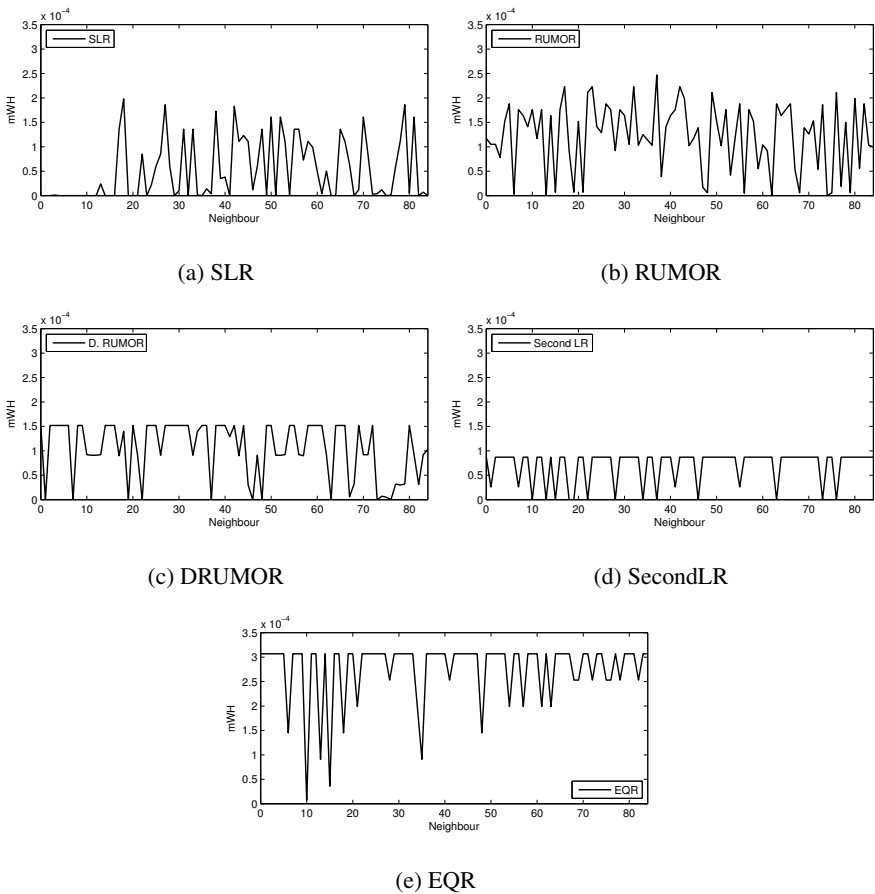 x 10⁻⁴
3.5
3
2.5
2
1.5
1
0.5
0
mWH
SLR
0 10 20 30 40 50 60 70 80
Neighbour
(a) SLR
x 10⁻⁴
3.5
3
2.5
2
1.5
1
0.5
0
mWH
RUMOR
0 10 20 30 40 50 60 70 80
Neighbour
(b) RUMOR
x 10⁻⁴
3.5
3
2.5
2
1.5
1
0.5
0
mWH
D. RUMOR
0 10 20 30 40 50 60 70 80
Neighbour
(c) DRUMOR
x 10⁻⁴
3.5
3
2.5
2
1.5
1
0.5
0
mWH
Second LR
0 10 20 30 40 50 60 70 80
Neighbour
(d) SecondLR
x 10⁻⁴
3.5
3
2.5
2
1.5
1
0.5
0
mWH
EQR
0 10 20 30 40 50 60 70 80
Neighbour
(e) EQR